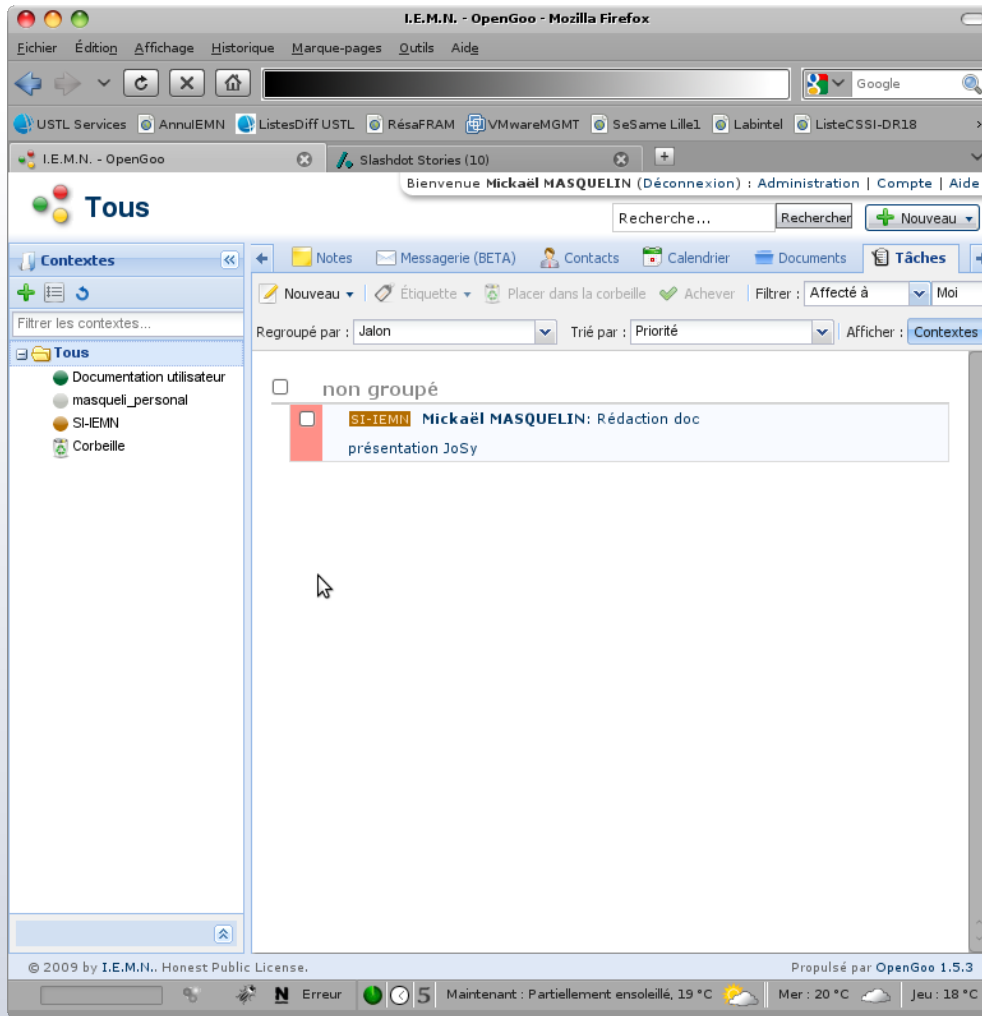 I.E.M.N. - OpenGoo - Mozilla Firefox
Fichier Édition Affichage Historique Marque-pages Outils Aide
Google
USTL Services AnnuIEMN ListesDiff USTL RésaFRAM VMwareMGMT SeSame Lille1 Labintel ListeCSSI-DR18
I.E.M.N. - OpenGoo Slashdot Stories (10)
Bienvenue Mickaël MASQUELIN (Déconnexion) : Administration | Compte | Aide
Tous
Recherche... Rechercher Nouveau
Contextes Notes Messagerie (BETA) Contacts Calendrier Documents Tâches
Nouveau Étiquette Placer dans la corbeille Achever Filtrer : Affecté à Moi
Filtrer les contextes...
Regroupé par : Jalon Trié par : Priorité Afficher : Contextes
Tous
Documentation utilisateur
masqueli_personal
SI-IEMN
Corbeille
non groupé
SI-IEMN Mickaël MASQUELIN: Rédaction doc
présentation JoSy
© 2009 by I.E.M.N.. Honest Public License. Propulsé par OpenGoo 1.5.3
N Erreur 5 Maintenant : Partiellement ensoleillé, 19 °C Mer : 20 °C Jeu : 18 °C